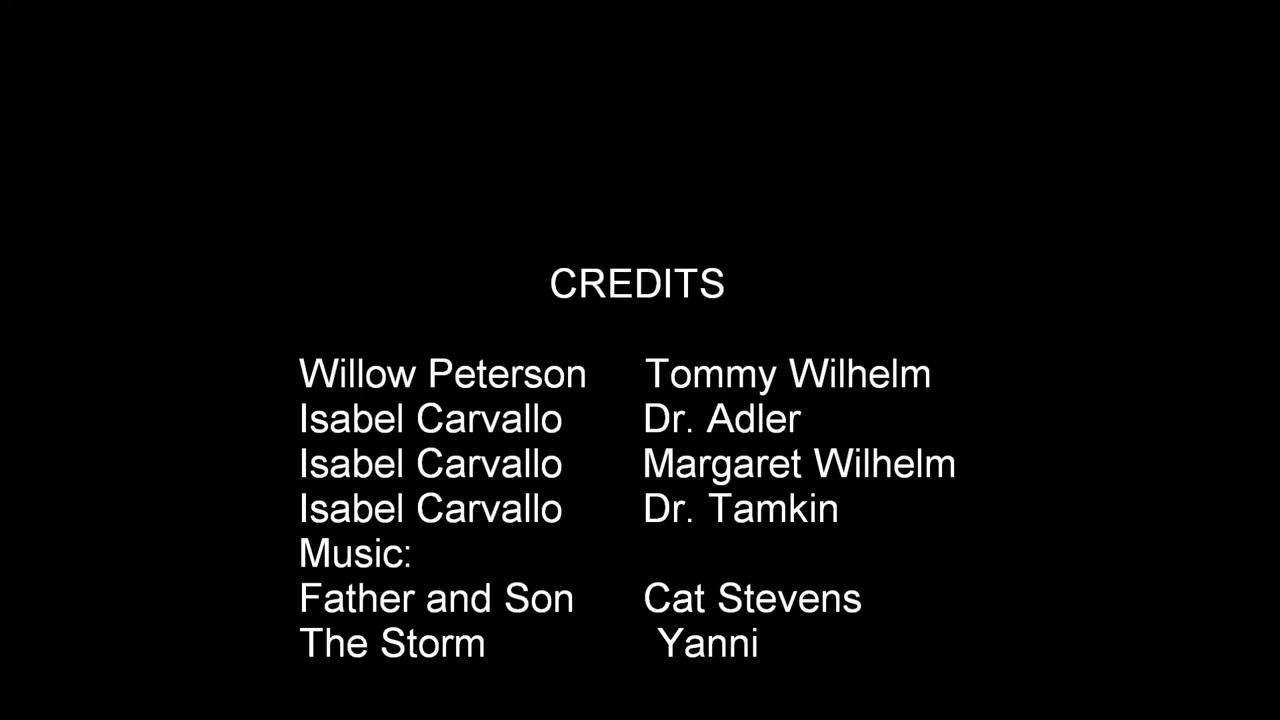 CREDITS
Willow Peterson Tommy Wilhelm
Isabel Carvallo Dr. Adler
Isabel Carvallo Margaret Wilhelm
Isabel Carvallo Dr. Tamkin
Music:
Father and Son Cat Stevens
The Storm Yanni